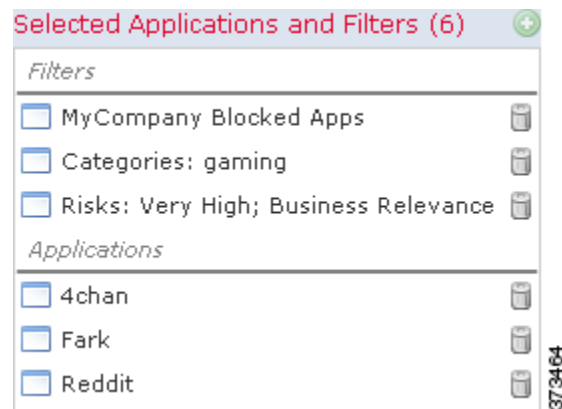 Selected Applications and Filters (6)
Filters
MyCompany Blocked Apps
Categories: gaming
Risks: Very High; Business Relevance
Applications
4chan
Fark
Reddit
373464